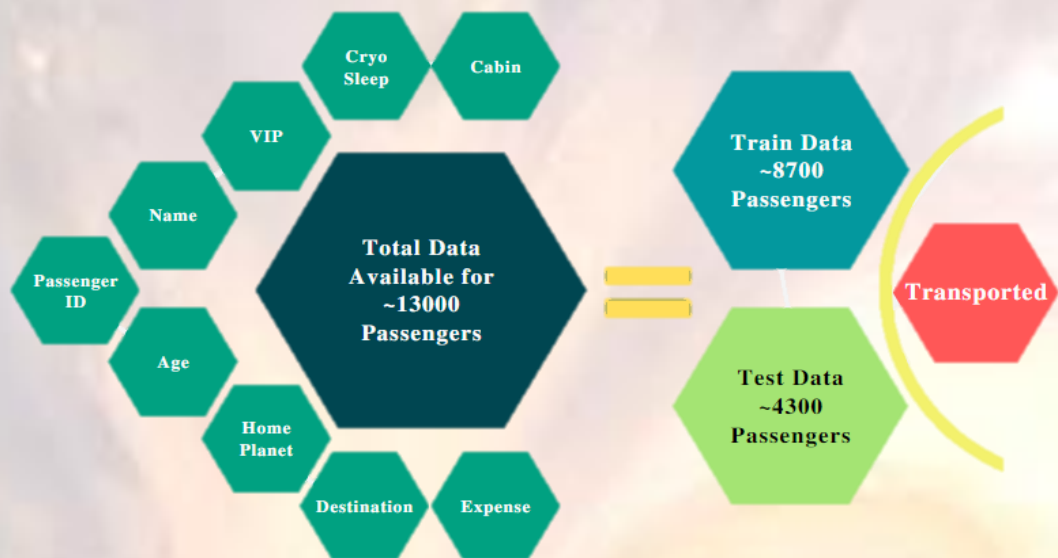 Cryo
Sleep
Cabin
VIP
Name
Passenger
ID
Age
Home
Planet
Destination
Expense
Total Data
Available for
~13000
Passengers
Train Data
~8700
Passengers
Test Data
~4300
Passengers
Transported